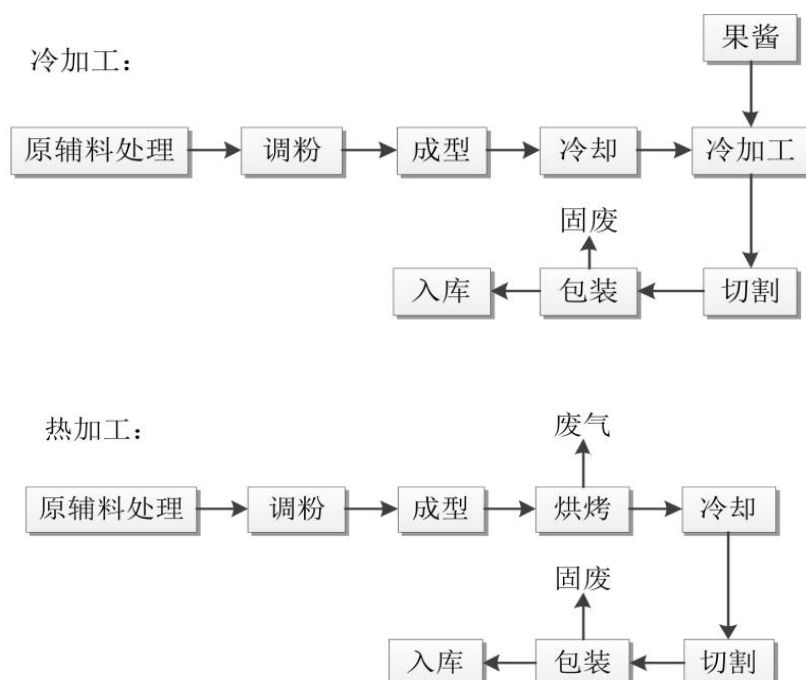 果酱
冷加工：
原辅料处理 调粉 成型 冷却 冷加工
固废
入库 包装 切割
热加工：
废气
原辅料处理 调粉 成型 烘烤 冷却
固废
入库 包装 切割